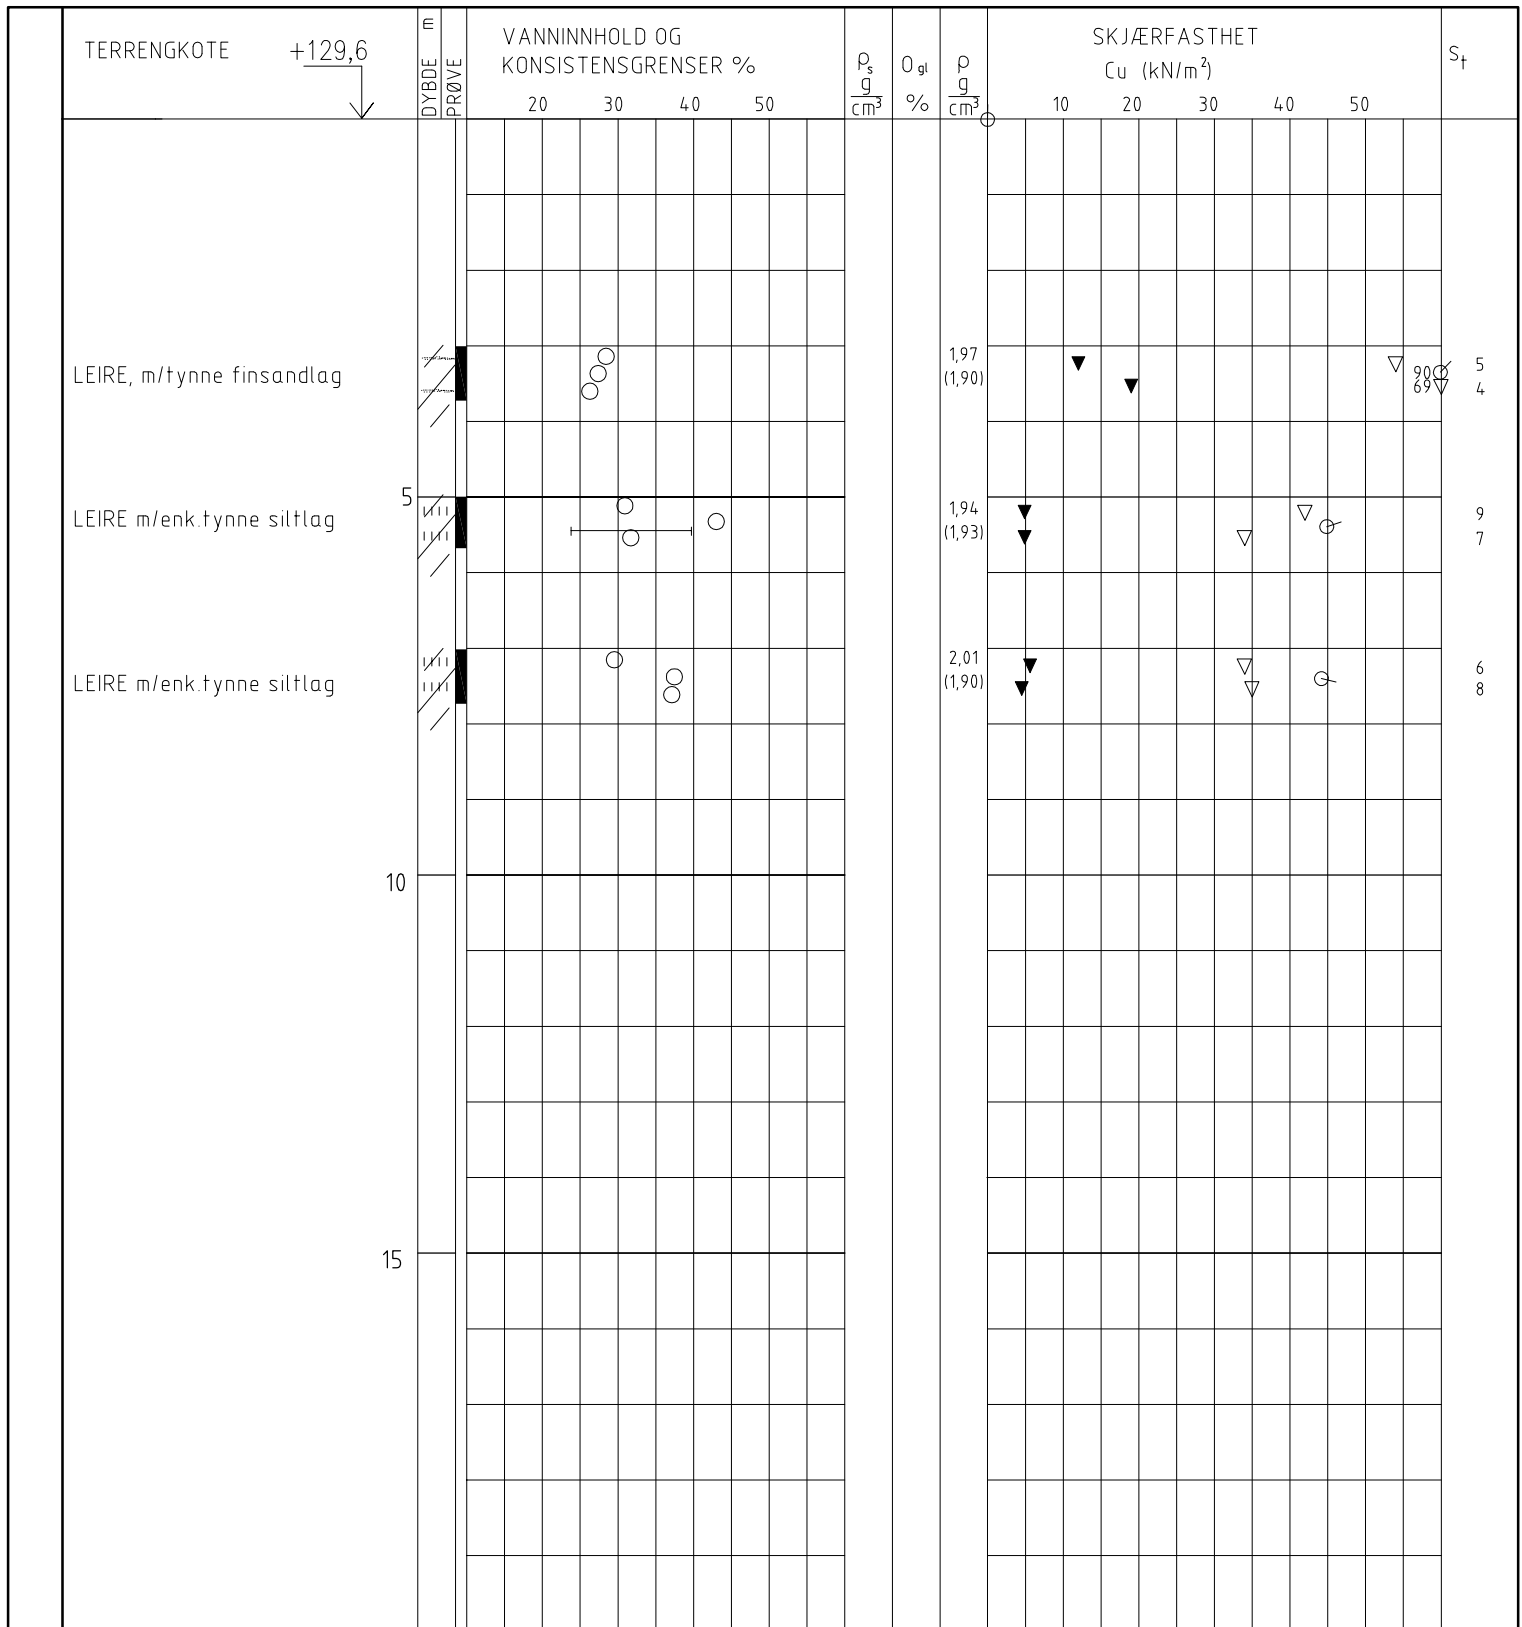 TERRENGKOTE +129,6
DYBDE m
PRØVE
VANNINNHOLD OG
KONSISTENSGRENSER %
20 30 40 50
ρs g/cm³
O gl %
ρ g/cm³
SKJÆRFASTHET
Cu (kN/m²)
10 20 30 40 50
St
LEIRE, m/tynne finsandlag
1,97
(1,90)
90
69
5
4
5
LEIRE m/enk.tynne siltlag
1,94
(1,93)
9
7
LEIRE m/enk.tynne siltlag
2,01
(1,90)
6
8
10
15